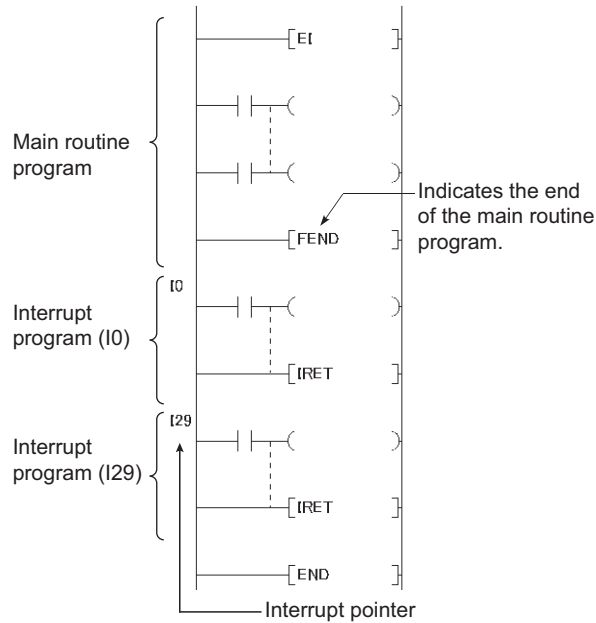 EI
Main routine
program
Indicates the end
of the main routine
program.
FEND
I0
Interrupt
program (I0)
IRET
I29
Interrupt
program (I29)
IRET
END
Interrupt pointer